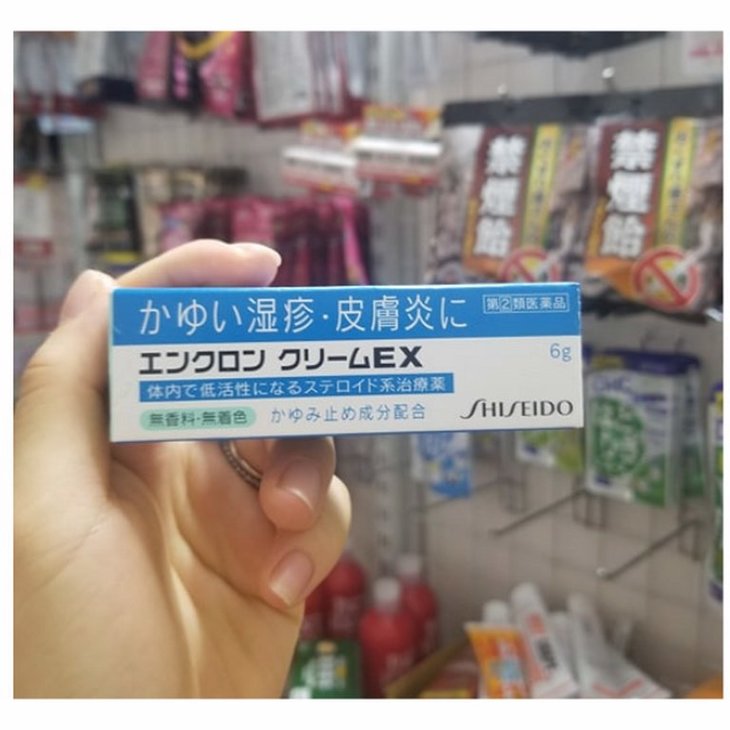 かゆい湿疹・皮膚炎に
指定②類医薬品
エンクロン クリームEX
6g
体内で低活性になるステロイド系治療薬
無香料・無着色
かゆみ止め成分配合
SHISEIDO
禁煙飴
禁煙飴
DHC